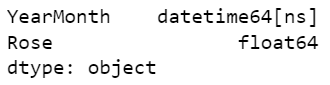 YearMonth    datetime64[ns]
Rose                float64
dtype: object